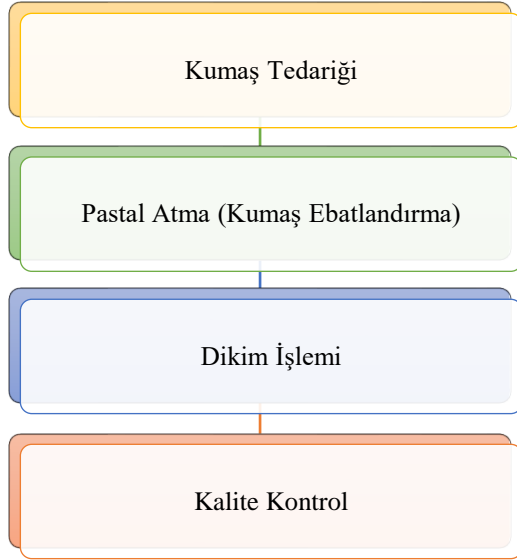 Kumaş Tedariği
Pastal Atma (Kumaş Ebatlandırma)
Dikim İşlemi
Kalite Kontrol